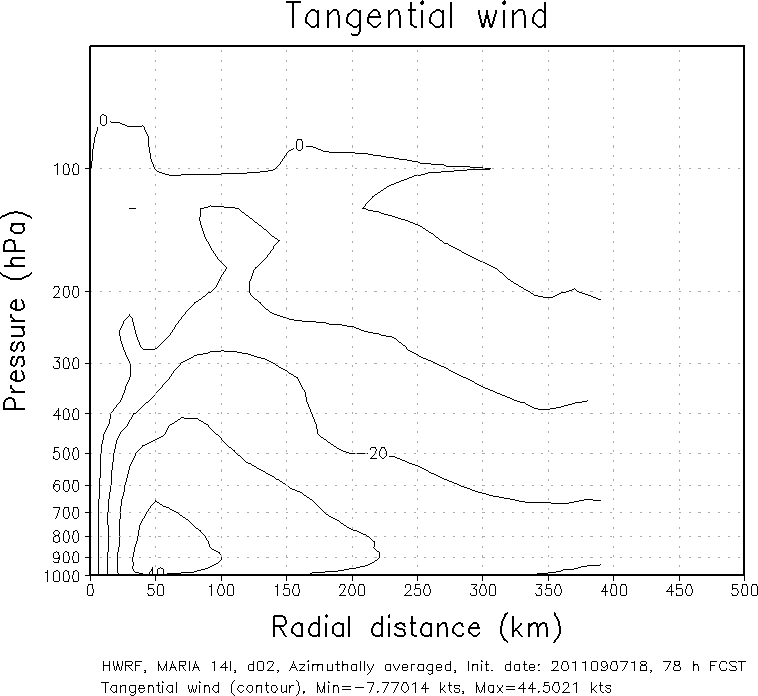 Tangential wind
0
0
100
200
300
400
500
600
700
800
900
1000
Pressure (hPa)
20
40
0 50 100 150 200 250 300 350 400 450 500
Radial distance (km)
HWRF, MARIA 14l, d02, Azimuthally averaged, Init. date: 2011090718, 78 h FCST
Tangential wind (contour), Min=-7.77014 kts, Max=44.5021 kts